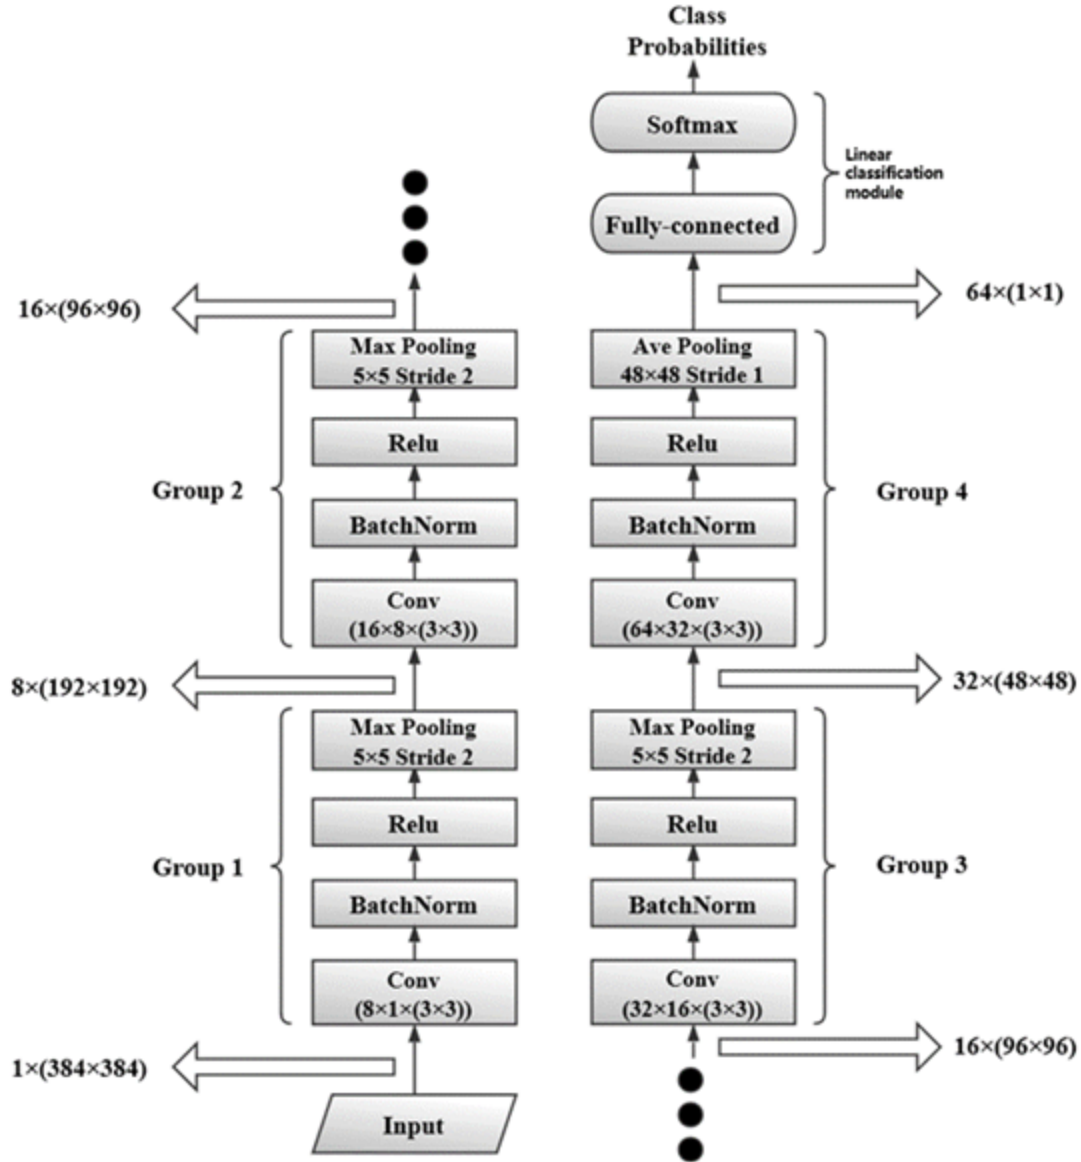 Class
Probabilities
Softmax
Fully-connected
Linear
classification
module
64×(1×1)
Ave Pooling
48×48 Stride 1
Relu
BatchNorm
Conv
(64×32×(3×3))
Group 4
32×(48×48)
Max Pooling
5×5 Stride 2
Relu
BatchNorm
Conv
(32×16×(3×3))
Group 3
16×(96×96)
16×(96×96)
Max Pooling
5×5 Stride 2
Relu
BatchNorm
Conv
(16×8×(3×3))
Group 2
8×(192×192)
Max Pooling
5×5 Stride 2
Relu
BatchNorm
Conv
(8×1×(3×3))
Group 1
1×(384×384)
Input